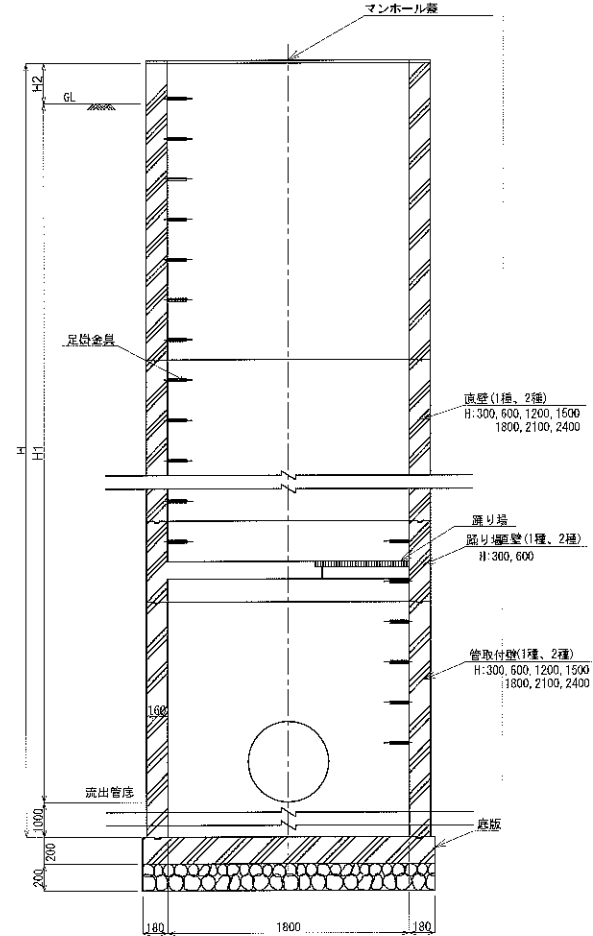 マンホール蓋
H2
GL
足掛金具
直壁(1種、2種)
H:300, 600, 1200, 1500
1800, 2100, 2400
H
H1
踊り場
踊り場直壁(1種、2種)
H:300, 600
管取付壁(1種、2種)
H:300, 600, 1200, 1500
1800, 2100, 2400
160
流出管底
1000
底版
200
200
180
1800
180